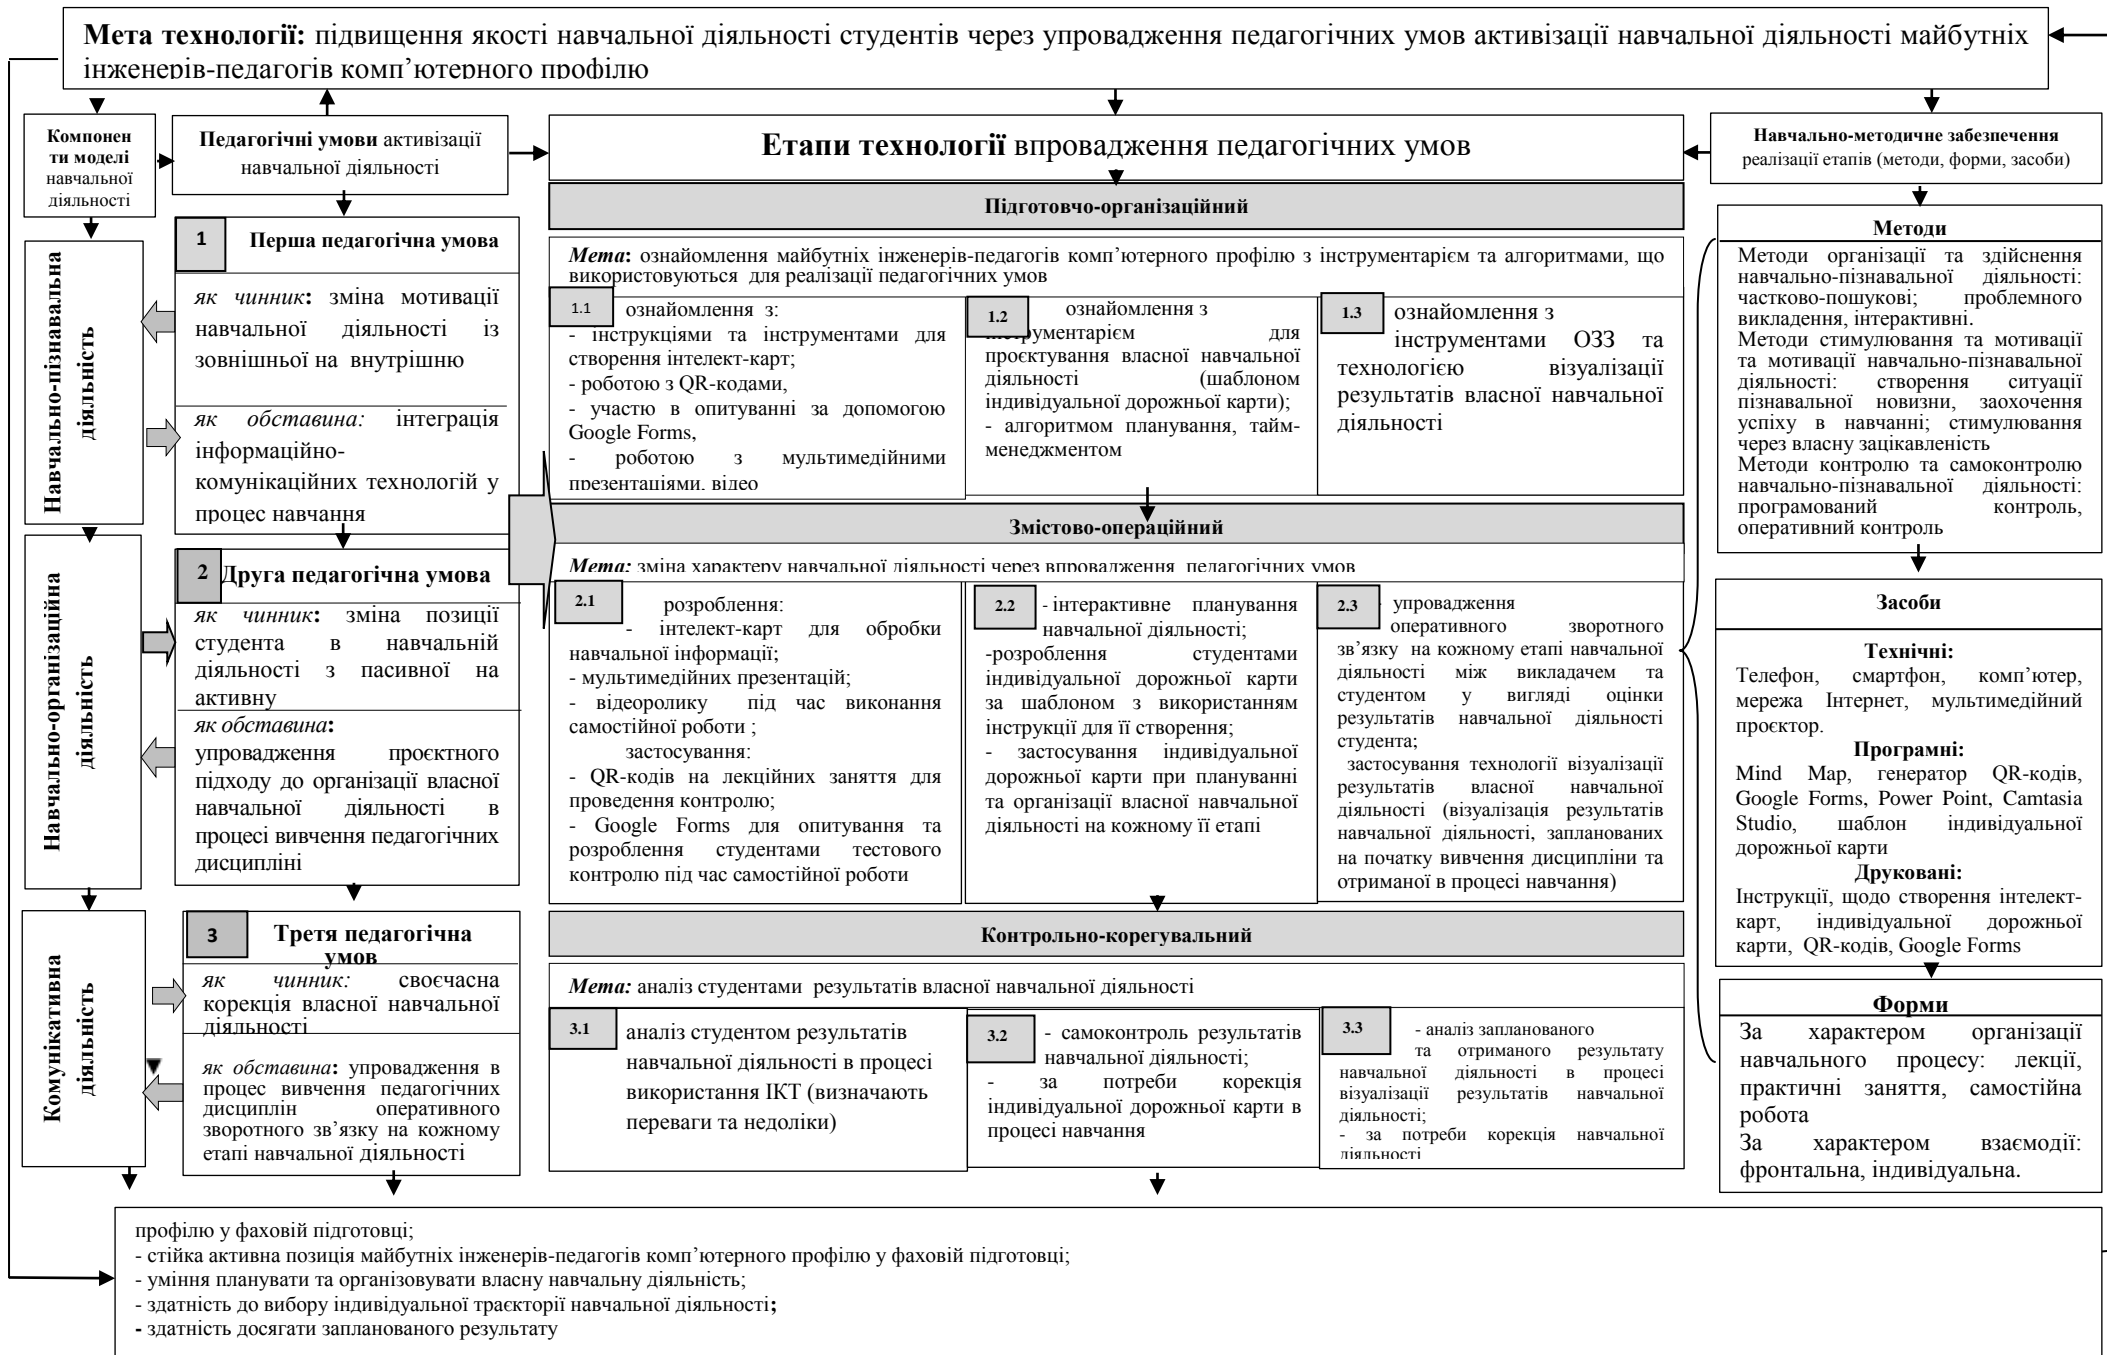 Мета технології: підвищення якості навчальної діяльності студентів через упровадження педагогічних умов активізації навчальної діяльності майбутніх
інженерів-педагогів комп’ютерного профілю
Компонен
ти моделі
навчальної
діяльності
Педагогічні умови активізації
навчальної діяльності
Етапи технології впровадження педагогічних умов
Навчально-методичне забезпечення
реалізації етапів (методи, форми, засоби)
Навчально-пізнавальна
діяльність
Навчально-організаційна
діяльність
Комунікативна
діяльність
1
Перша педагогічна умова
як чинник: зміна мотивації
навчальної діяльності із
зовнішньої на внутрішню
як обставина: інтеграція
інформаційно-
комунікаційних технологій у
процес навчання
2 Друга педагогічна умова
як чинник: зміна позиції
студента в навчальній
діяльності з пасивної на
активну
як обставина:
упровадження проєктного
підходу до організації власної
навчальної діяльності в
процесі вивчення педагогічних
дисципліні
3
Третя педагогічна
умов
як чинник: своєчасна
корекція власної навчальної
діяльності
як обставина: упровадження в
процес вивчення педагогічних
дисциплін оперативного
зворотного зв’язку на кожному
етапі навчальної діяльності
Підготовчо-організаційний
Мета: ознайомлення майбутніх інженерів-педагогів комп’ютерного профілю з інструментарієм та алгоритмами, що
використовуються для реалізації педагогічних умов
1.1
ознайомлення з:
- інструкціями та інструментами для
створення інтелект-карт;
- роботою з QR-кодами,
- участю в опитуванні за допомогою
Google Forms,
- роботою з мультимедійними
презентаціями, відео
1.2
ознайомлення з
інструментарієм для
проєктування власної навчальної
діяльності (шаблоном
індивідуальної дорожньої карти);
- алгоритмом планування, тайм-
менеджментом
1.3
ознайомлення з
інструментами ОЗЗ та
технологією візуалізації
результатів власної навчальної
діяльності
Змістово-операційний
Мета: зміна характеру навчальної діяльності через впровадження педагогічних умов
2.1
розроблення:
- інтелект-карт для обробки
навчальної інформації;
- мультимедійних презентацій;
- відеоролику під час виконання
самостійної роботи ;
застосування:
- QR-кодів на лекційних заняття для
проведення контролю;
- Google Forms для опитування та
розроблення студентами тестового
контролю під час самостійної роботи
2.2
- інтерактивне планування
навчальної діяльності;
-розроблення студентами
індивідуальної дорожньої карти
за шаблоном з використанням
інструкції для її створення;
- застосування індивідуальної
дорожньої карти при плануванні
та організації власної навчальної
діяльності на кожному її етапі
2.3
- упровадження
оперативного зворотного
зв’язку на кожному етапі навчальної
діяльності між викладачем та
студентом у вигляді оцінки
результатів навчальної діяльності
студента;
застосування технології візуалізації
результатів власної навчальної
діяльності (візуалізація результатів
навчальної діяльності, запланованих
на початку вивчення дисципліни та
отриманої в процесі навчання)
Контрольно-корегувальний
Мета: аналіз студентами результатів власної навчальної діяльності
3.1
аналіз студентом результатів
навчальної діяльності в процесі
використання ІКТ (визначають
переваги та недоліки)
3.2
- самоконтроль результатів
навчальної діяльності;
- за потреби корекція
індивідуальної дорожньої карти в
процесі навчання
3.3
- аналіз запланованого
та отриманого результату
навчальної діяльності в процесі
візуалізації результатів навчальної
діяльності;
- за потреби корекція навчальної
діяльності
Методи
Методи організації та здійснення
навчально-пізнавальної діяльності:
частково-пошукові; проблемного
викладення, інтерактивні.
Методи стимулювання та мотивації
та мотивації навчально-пізнавальної
діяльності: створення ситуації
пізнавальної новизни, заохочення
успіху в навчанні; стимулювання
через власну зацікавленість
Методи контролю та самоконтролю
навчально-пізнавальної діяльності:
програмований контроль,
оперативний контроль
Засоби
Технічні:
Телефон, смартфон, комп’ютер,
мережа Інтернет, мультимедійний
проєктор.
Програмні:
Mind Map, генератор QR-кодів,
Google Forms, Power Point, Camtasia
Studio, шаблон індивідуальної
дорожньої карти
Друковані:
Інструкції, щодо створення інтелект-
карт, індивідуальної дорожньої
карти, QR-кодів, Google Forms
Форми
За характером організації
навчального процесу: лекції,
практичні заняття, самостійна
робота
За характером взаємодії:
фронтальна, індивідуальна.
профілю у фаховій підготовці;
- стійка активна позиція майбутніх інженерів-педагогів комп’ютерного профілю у фаховій підготовці;
- уміння планувати та організовувати власну навчальну діяльність;
- здатність до вибору індивідуальної траєкторії навчальної діяльності;
- здатність досягати запланованого результату